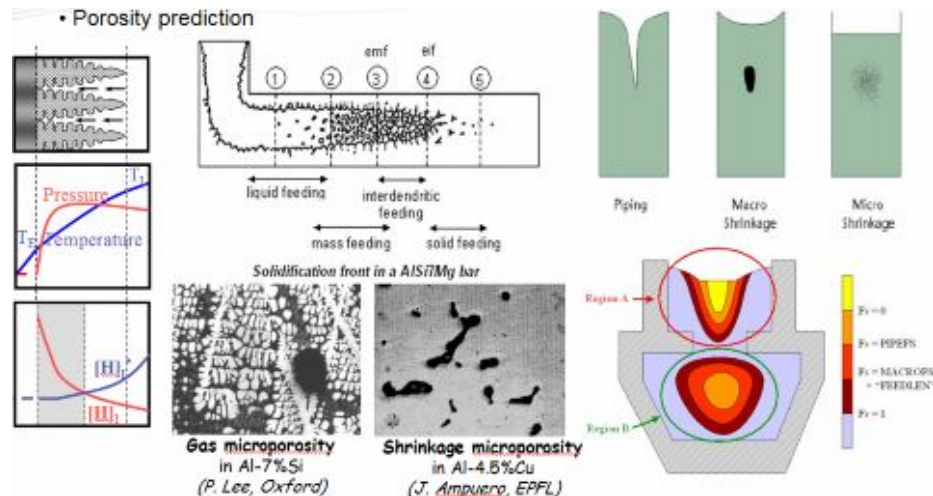 • Porosity prediction
emf
elf
1
2
3
4
5
liquid feeding
interdendritic
feeding
mass feeding
solid feeding
Solidification front in a AlSi7Mg bar
Pressure
Temperature
Gas microporosity
in Al-7%Si
(P. Lee, Oxford)
Shrinkage microporosity
in Al-4.5%Cu
(J. Ampuero, EPFL)
Piping
Macro
Shrinkage
Micro
Shrinkage
Region A
Region B
Fs = 0
Fs = PIPEFS
Fs = MACROFS
+ "FEEDLEN"
Fs = 1